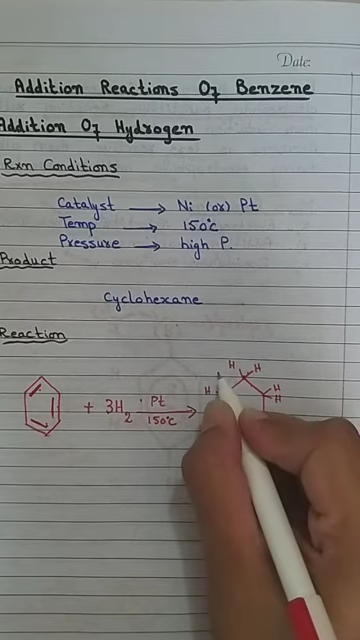 Date:
Addition Reactions Of Benzene
Addition Of Hydrogen
Rxn Conditions
Catalyst → Ni (or) Pt
Temp → 150°C
Pressure → high P.
Product
Cyclohexane
Reaction
+ 3H2 Pt
150°C
H H
H H
H